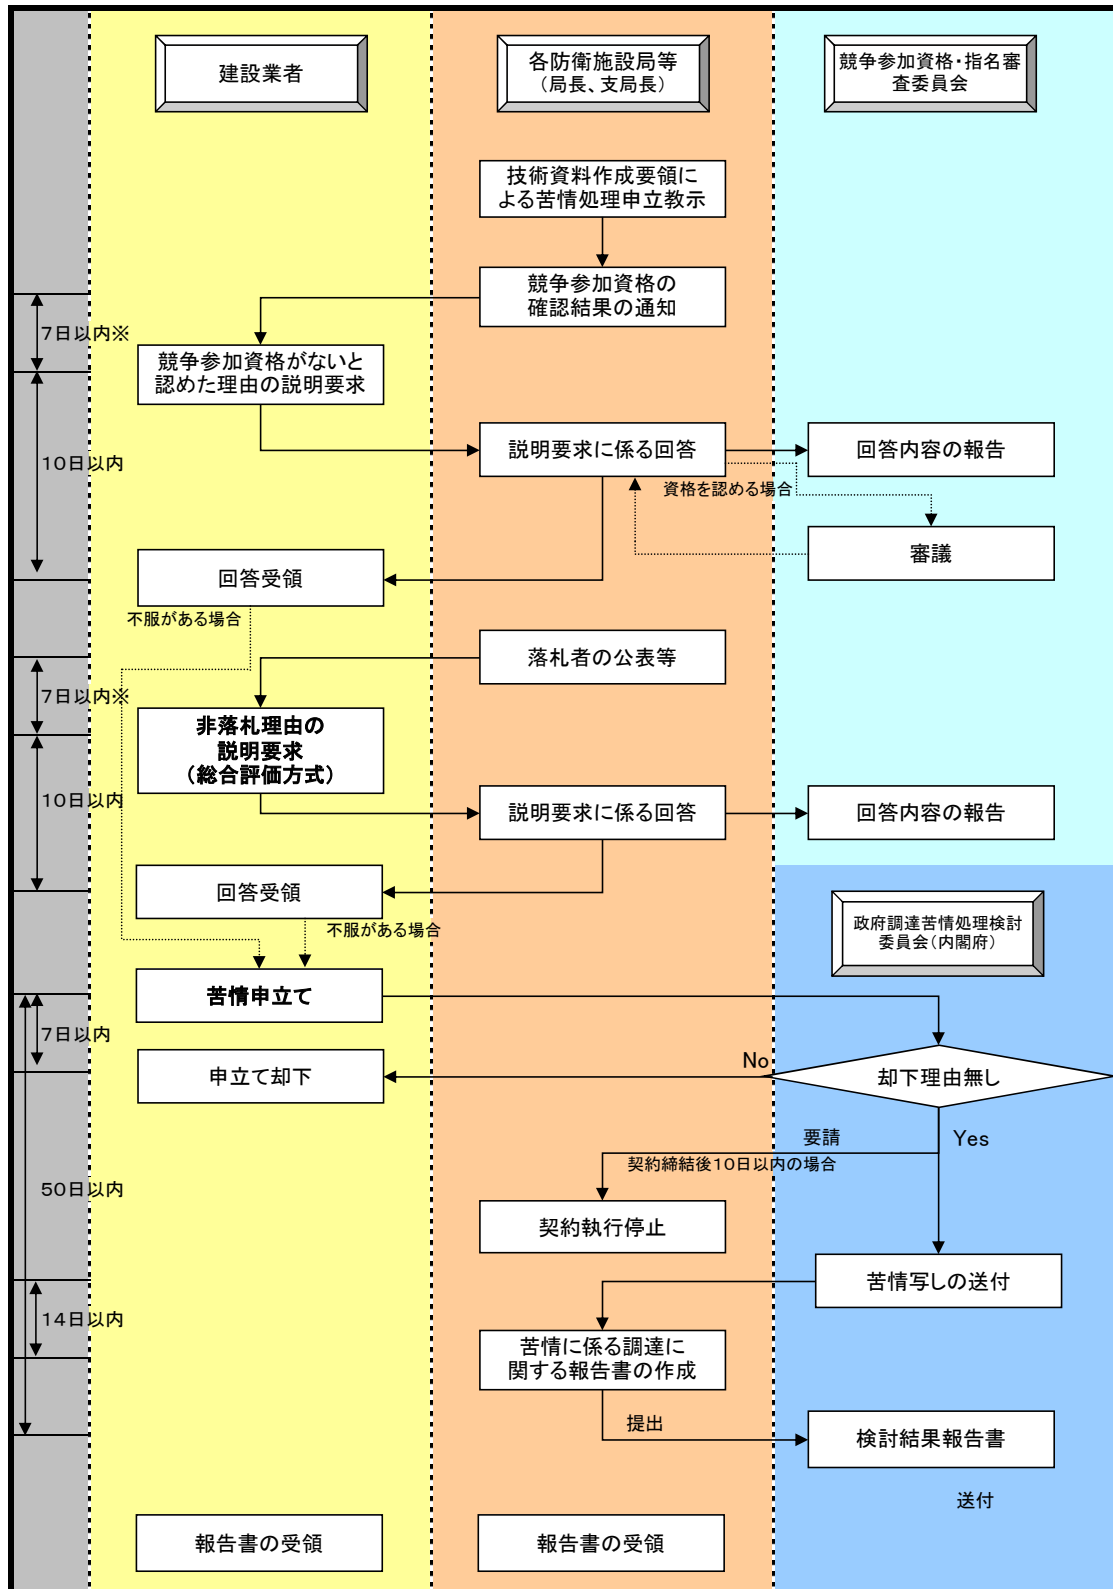 建設業者
各防衛施設局等
（局長、支局長）
競争参加資格・指名審
査委員会
技術資料作成要領に
よる苦情処理申立教示
競争参加資格の
確認結果の通知
7日以内※
競争参加資格がないと
認めた理由の説明要求
10日以内
説明要求に係る回答
回答内容の報告
資格を認める場合
審議
回答受領
不服がある場合
落札者の公表等
7日以内※
非落札理由の
説明要求
（総合評価方式）
10日以内
説明要求に係る回答
回答内容の報告
回答受領
不服がある場合
政府調達苦情処理検討
委員会（内閣府）
苦情申立て
7日以内
申立て却下
No
却下理由無し
要請
Yes
契約締結後10日以内の場合
50日以内
契約執行停止
苦情写しの送付
14日以内
苦情に係る調達に
関する報告書の作成
提出
検討結果報告書
送付
報告書の受領
報告書の受領